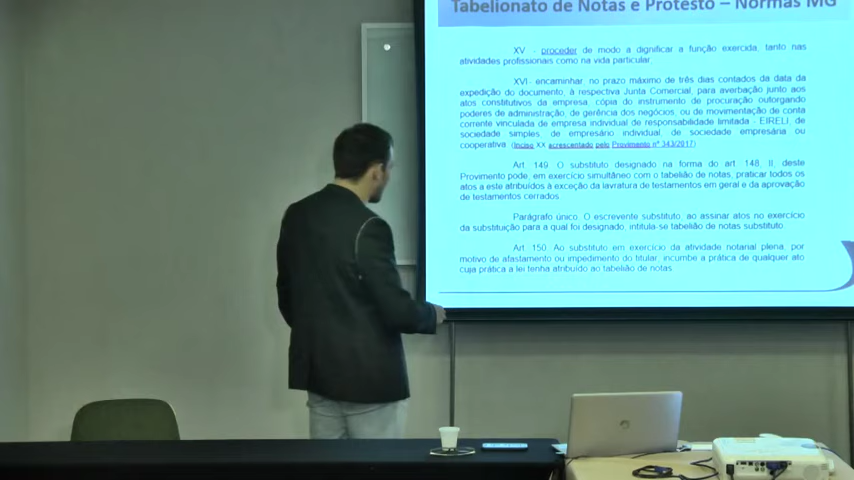 Tabelionato de Notas e Protesto – Normas MG
XV - proceder de modo a dignificar a função exercida, tanto nas
atividades profissionais como na vida particular;
XVI - encaminhar, no prazo máximo de três dias contados da data da
expedição do documento, à respectiva Junta Comercial, para averbação junto aos
atos constitutivos da empresa, cópia do instrumento de procuração outorgando
poderes de administração, de gerência dos negócios, ou de movimentação de conta
corrente vinculada de empresa individual de responsabilidade limitada - EIRELI, de
sociedade simples, de empresário individual, de sociedade empresária ou
cooperativa. (Inciso XX acrescentado pelo Provimento nº 343/2017)
Art. 149. O substituto designado na forma do art. 148, II, deste
Provimento pode, em exercício simultâneo com o tabelião de notas, praticar todos os
atos a este atribuídos à exceção da lavratura de testamentos em geral e da aprovação
de testamentos cerrados.
Parágrafo único. O escrevente substituto, ao assinar atos no exercício
da substituição para a qual foi designado, intitula-se tabelião de notas substituto.
Art. 150. Ao substituto em exercício da atividade notarial plena, por
motivo de afastamento ou impedimento do titular, incumbe a prática de qualquer ato
cuja prática a lei tenha atribuído ao tabelião de notas.
hp